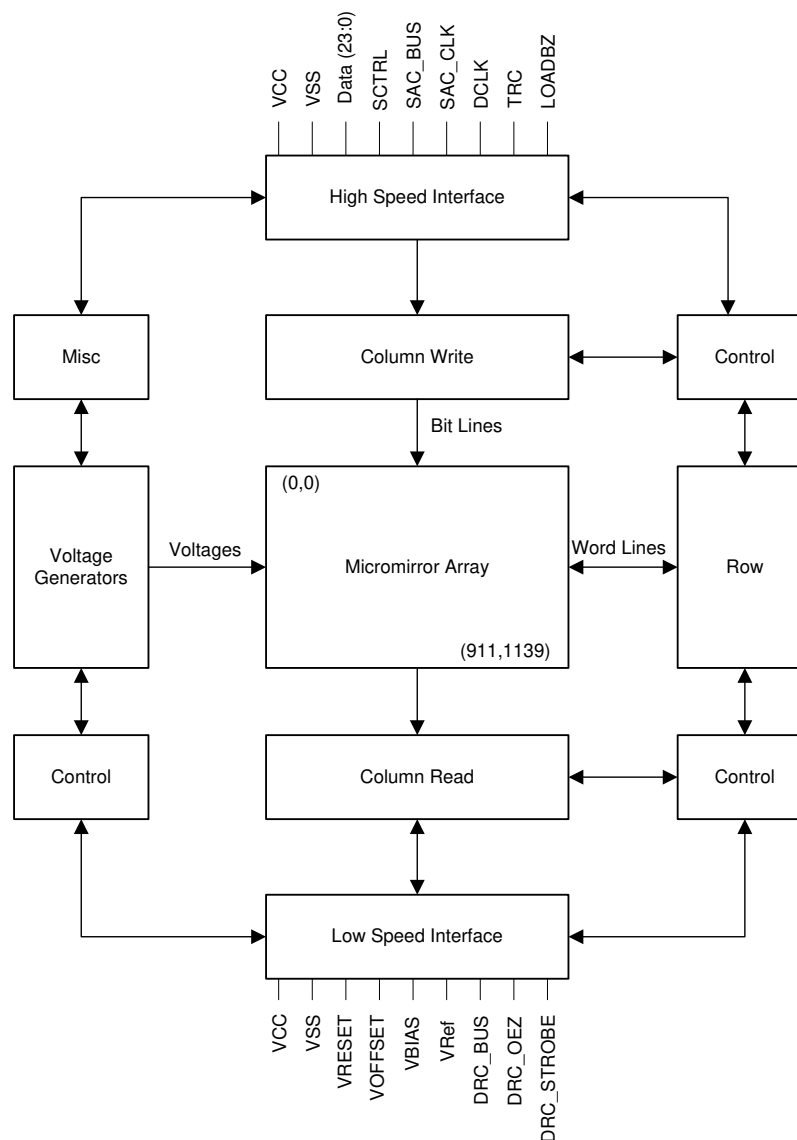 VCC
VSS
Data (23:0)
SCTRL
SAC_BUS
SAC_CLK
DCLK
TRC
LOADBZ
High Speed Interface
Misc
Column Write
Control
Bit Lines
(0,0)
Voltage
Generators
Voltages
Micromirror Array
Word Lines
Row
(911,1139)
Control
Column Read
Control
Low Speed Interface
VCC
VSS
VRESET
VOFFSET
VBIAS
VRef
DRC_BUS
DRC_OEZ
DRC_STROBE